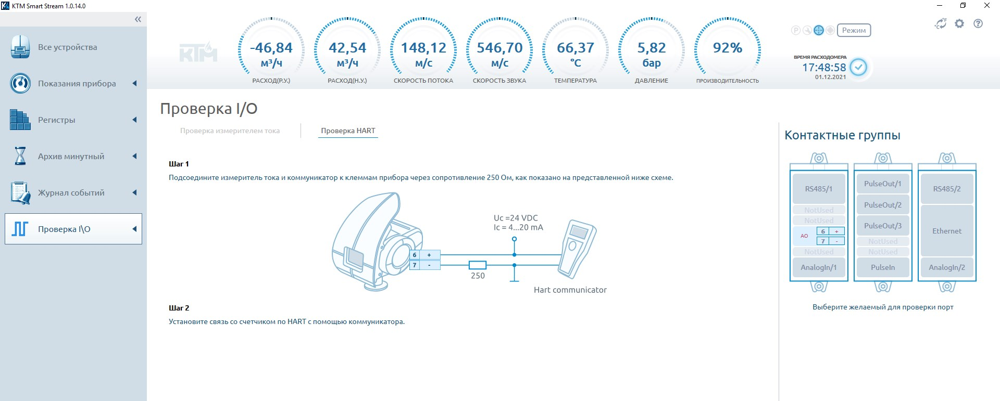 KTM Smart Stream 1.0.14.0
«
Все устройства
Показания прибора
Регистры
Архив минутный
Журнал событий
Проверка I\O
КТМ
-46,84
м³/ч
РАСХОД(Р.У.)
42,54
м³/ч
РАСХОД(Н.У.)
148,12
м/с
СКОРОСТЬ ПОТОКА
546,70
м/с
СКОРОСТЬ ЗВУКА
66,37
°C
ТЕМПЕРАТУРА
5,82
бар
ДАВЛЕНИЕ
92%
ПРОИЗВОДИТЕЛЬНОСТЬ
P
Режим
°C °F
?
ВРЕМЯ РАСХОДОМЕРА
17:48:58
01.12.2021
Проверка I/O
Проверка измерителем тока
Проверка HART
Шаг 1
Подсоедините измеритель тока и коммуникатор к клеммам прибора через сопротивление 250 Ом, как показано на представленной ниже схеме.
Uc =24 VDC
Ic = 4...20 mA
6 +
7 -
250
Hart communicator
Шаг 2
Установите связь со счетчиком по HART с помощью коммуникатора.
Контактные группы
RS485/1
NotUsed
NotUsed
AO
6 +
7 -
NotUsed
AnalogIn/1
PulseOut/1
PulseOut/2
PulseOut/3
NotUsed
NotUsed
PulseIn
RS485/2
Ethernet
AnalogIn/2
Выберите желаемый для проверки порт